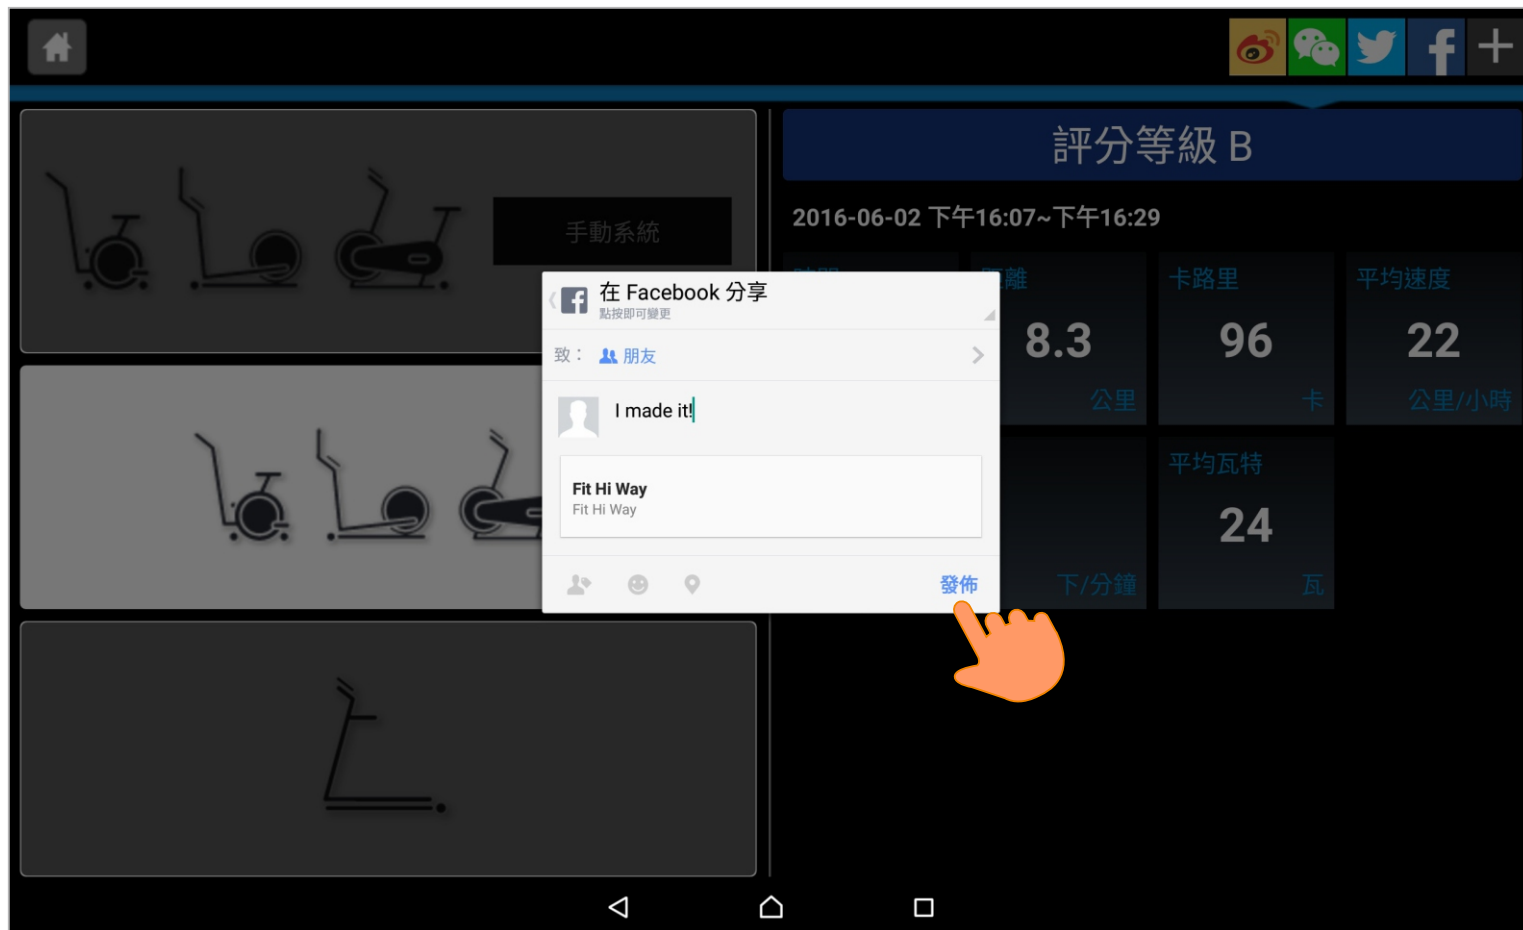 評分等級 B
2016-06-02 下午16:07~下午16:29
手動系統
卡路里
平均速度
8.3
96
22
公里
卡
公里/小時
平均瓦特
24
下/分鐘
瓦
在 Facebook 分享
點按即可變更
致：
朋友
I made it!
Fit Hi Way
Fit Hi Way
發佈